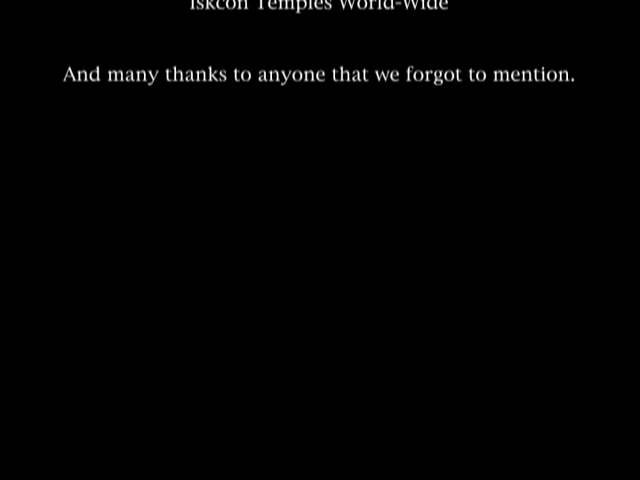 Iskcon Temples World-Wide
And many thanks to anyone that we forgot to mention.